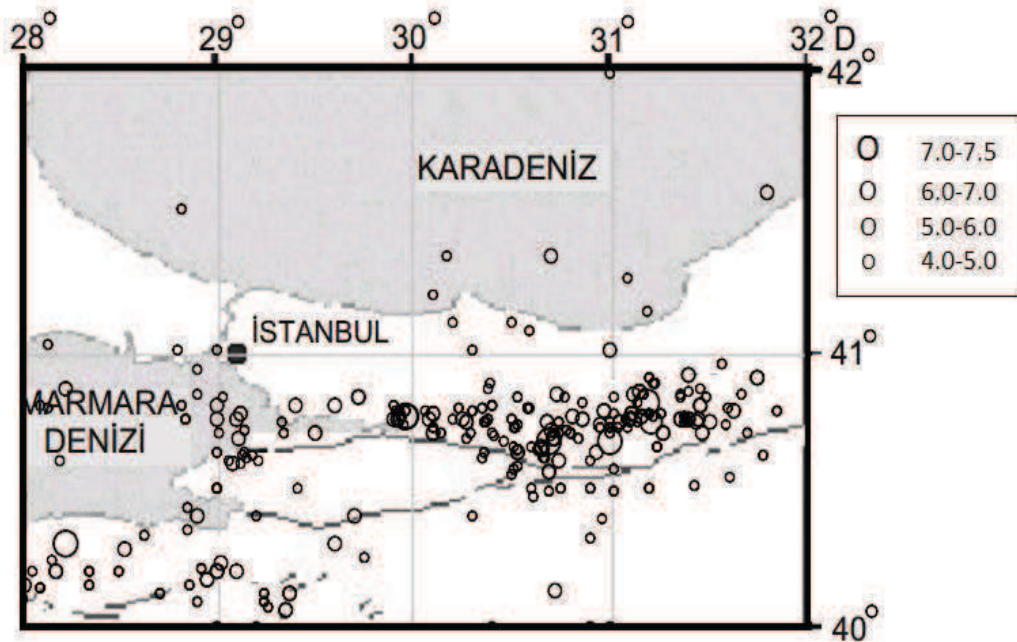 28° 29° 30° 31° 32° D
42°
KARADENİZ
7.0-7.5
6.0-7.0
5.0-6.0
4.0-5.0
41°
İSTANBUL
MARMARA
DENİZİ
40°